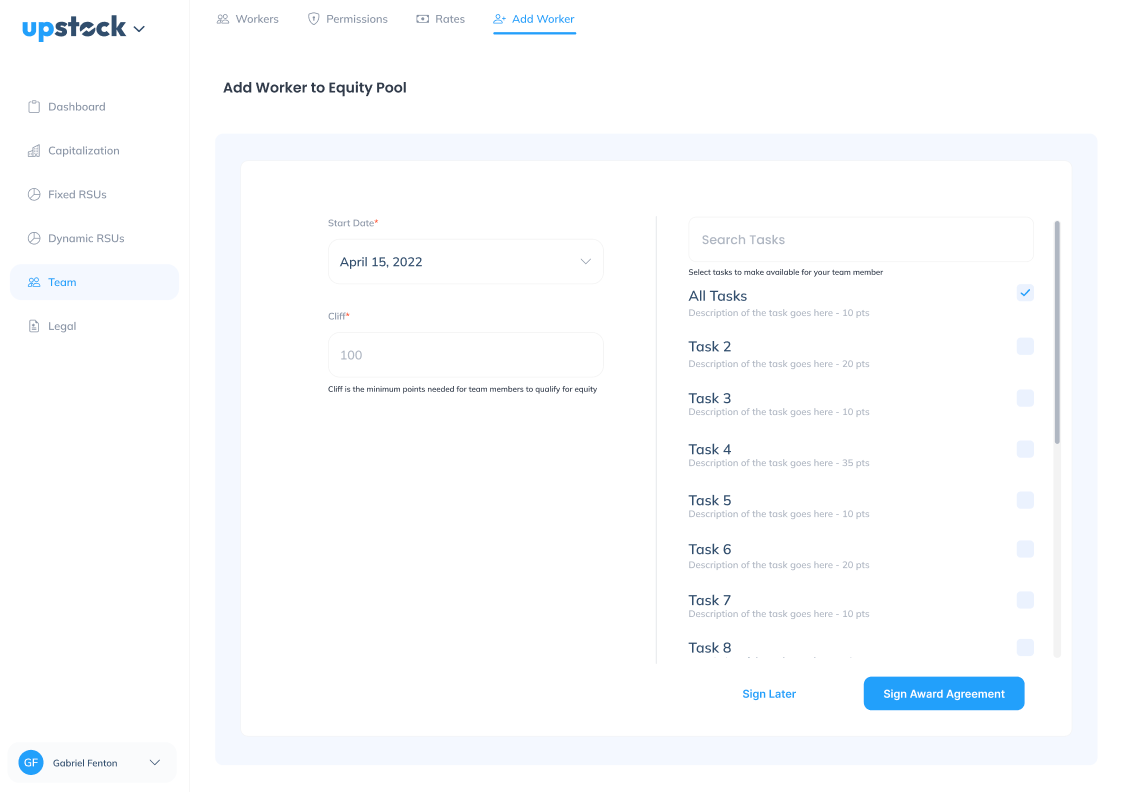 upstock
Workers
Permissions
Rates
Add Worker
Add Worker to Equity Pool
Dashboard
Capitalization
Fixed RSUs
Dynamic RSUs
Team
Legal
Start Date*
April 15, 2022
Cliff*
100
Cliff is the minimum points needed for team members to qualify for equity
Search Tasks
Select tasks to make available for your team member
All Tasks
Description of the task goes here - 10 pts
Task 2
Description of the task goes here - 20 pts
Task 3
Description of the task goes here - 10 pts
Task 4
Description of the task goes here - 35 pts
Task 5
Description of the task goes here - 10 pts
Task 6
Description of the task goes here - 20 pts
Task 7
Description of the task goes here - 10 pts
Task 8
Sign Later
Sign Award Agreement
GF
Gabriel Fenton